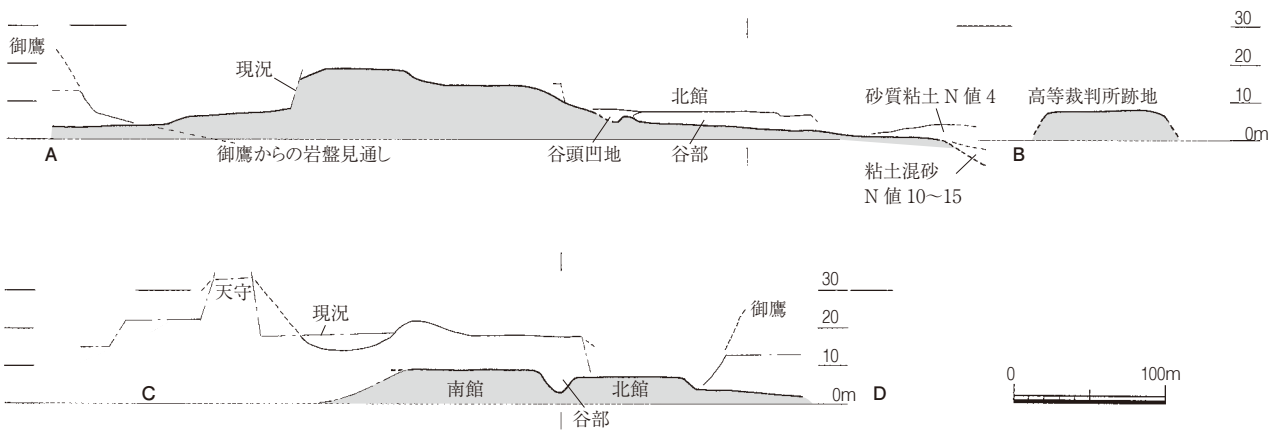 30
御鷹
20
現況
北館
砂質粘土 N 値 4
高等裁判所跡地
10
0m
A
御鷹からの岩盤見通し
谷頭凹地
谷部
B
粘土混砂
N 値 10～15
天守
30
現況
御鷹
20
10
0
100m
C
南館
北館
0m
D
谷部